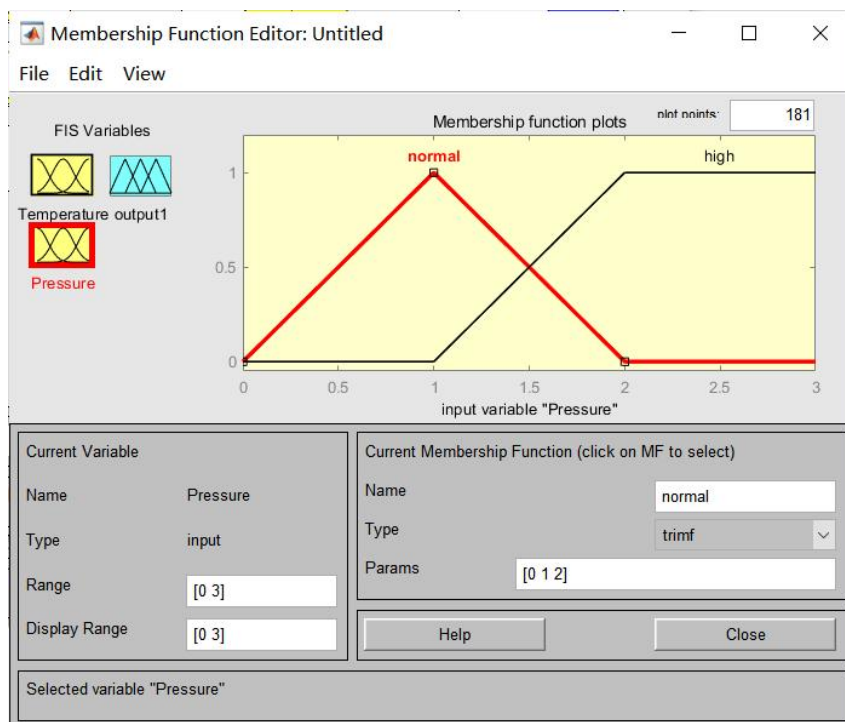 Membership Function Editor: Untitled
File Edit View
FIS Variables
Membership function plots
plot points:
181
normal
high
Temperature output1
Pressure
1
0.5
0
0 0.5 1 1.5 2 2.5 3
input variable "Pressure"
Current Variable
Name Pressure
Type input
Range [0 3]
Display Range [0 3]
Current Membership Function (click on MF to select)
Name normal
Type trimf
Params [0 1 2]
Help Close
Selected variable "Pressure"